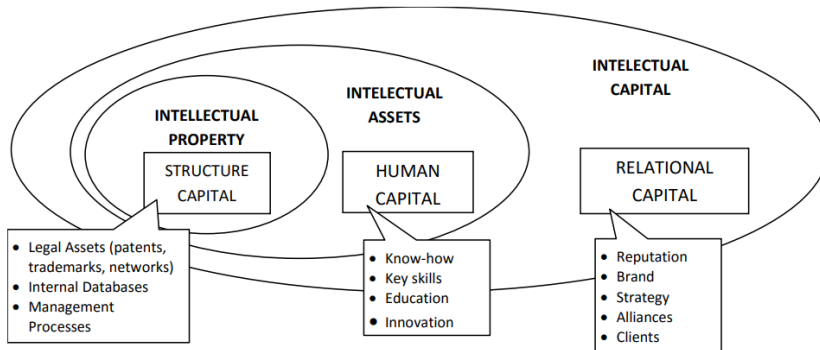 INTELECTUAL
CAPITAL
INTELECTUAL
ASSETS
INTELLECTUAL
PROPERTY
STRUCTURE
CAPITAL
HUMAN
CAPITAL
RELATIONAL
CAPITAL
• Legal Assets (patents,
trademarks, networks)
• Internal Databases
• Management
Processes
• Know-how
• Key skills
• Education
• Innovation
• Reputation
• Brand
• Strategy
• Alliances
• Clients